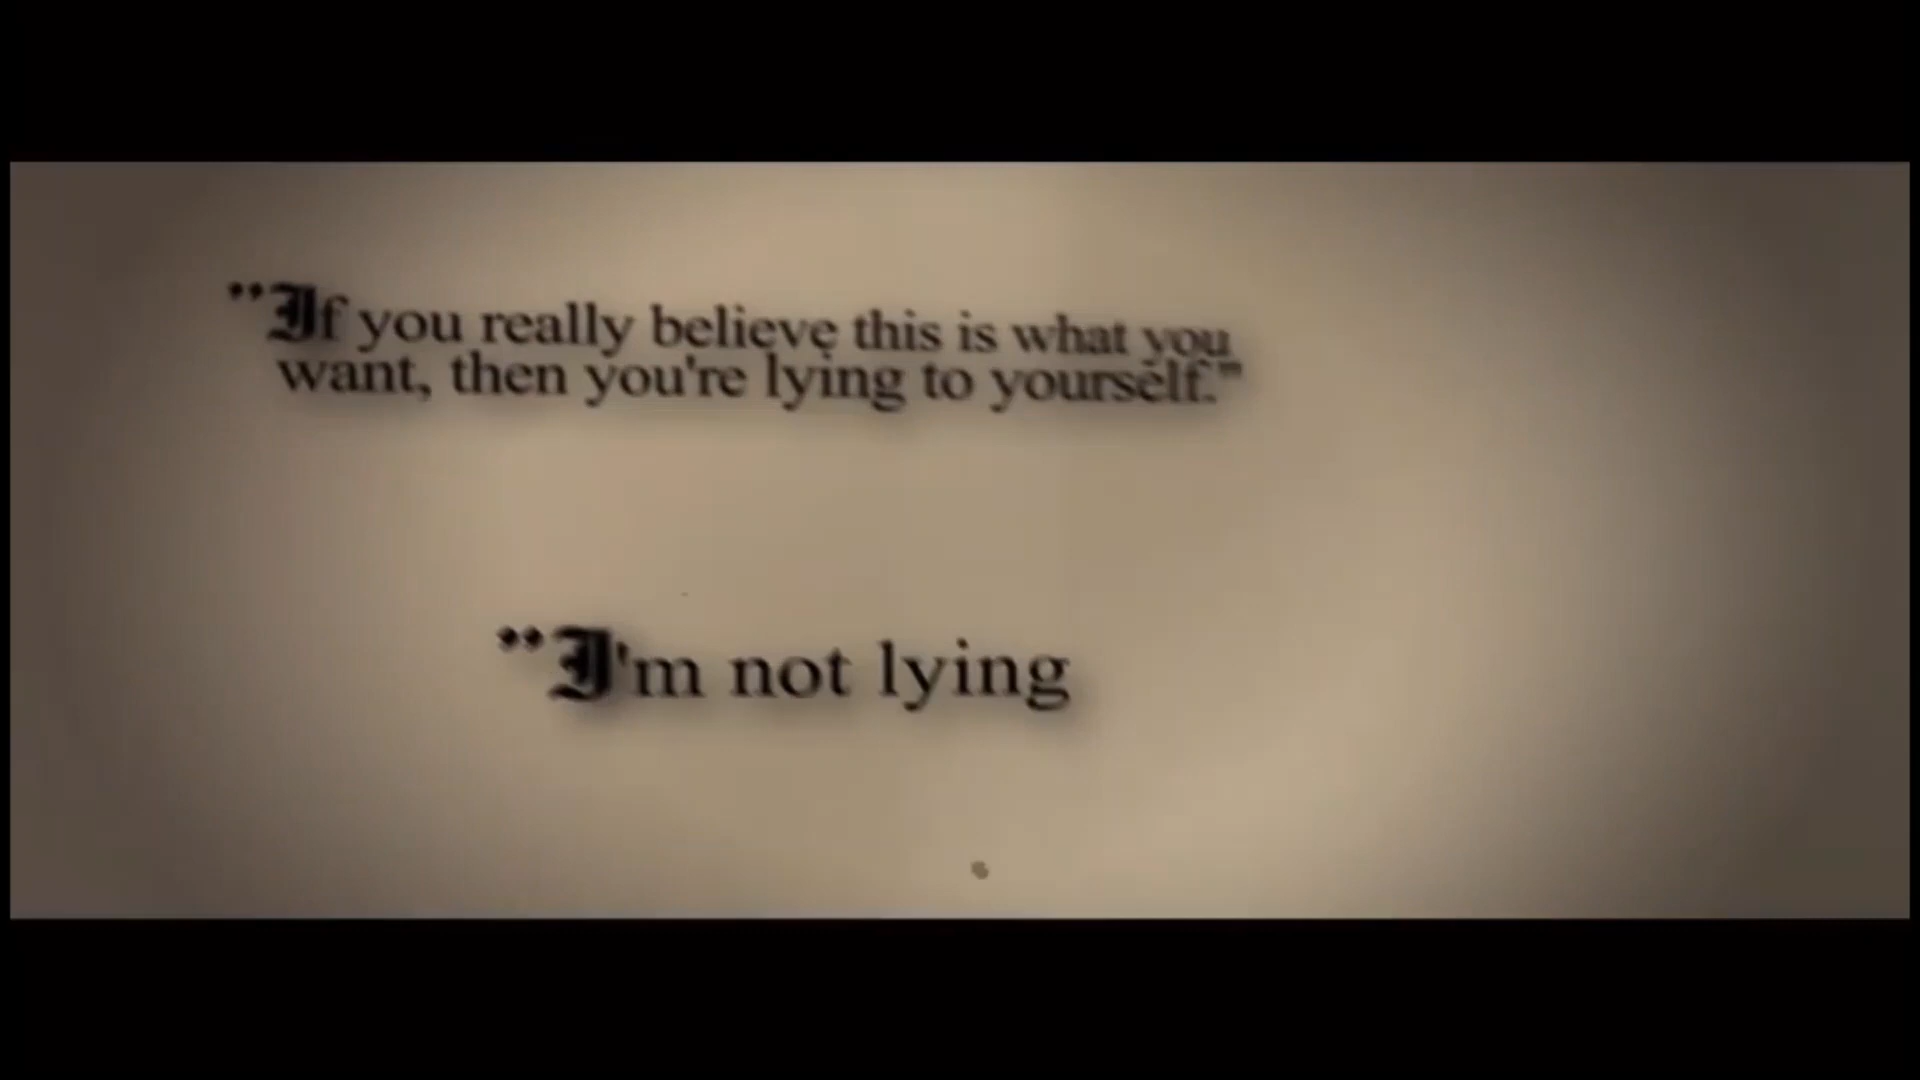 "If you really believe this is what you
want, then you're lying to yourself."
"I'm not lying